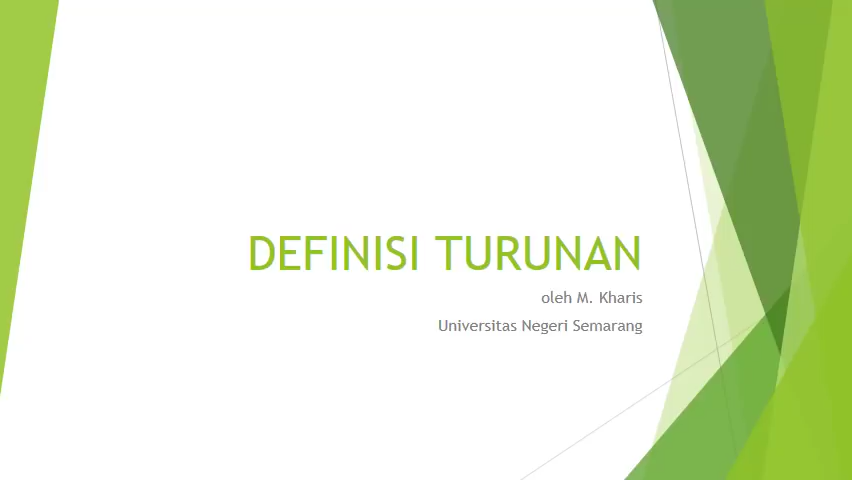 DEFINISI TURUNAN
oleh M. Kharis
Universitas Negeri Semarang